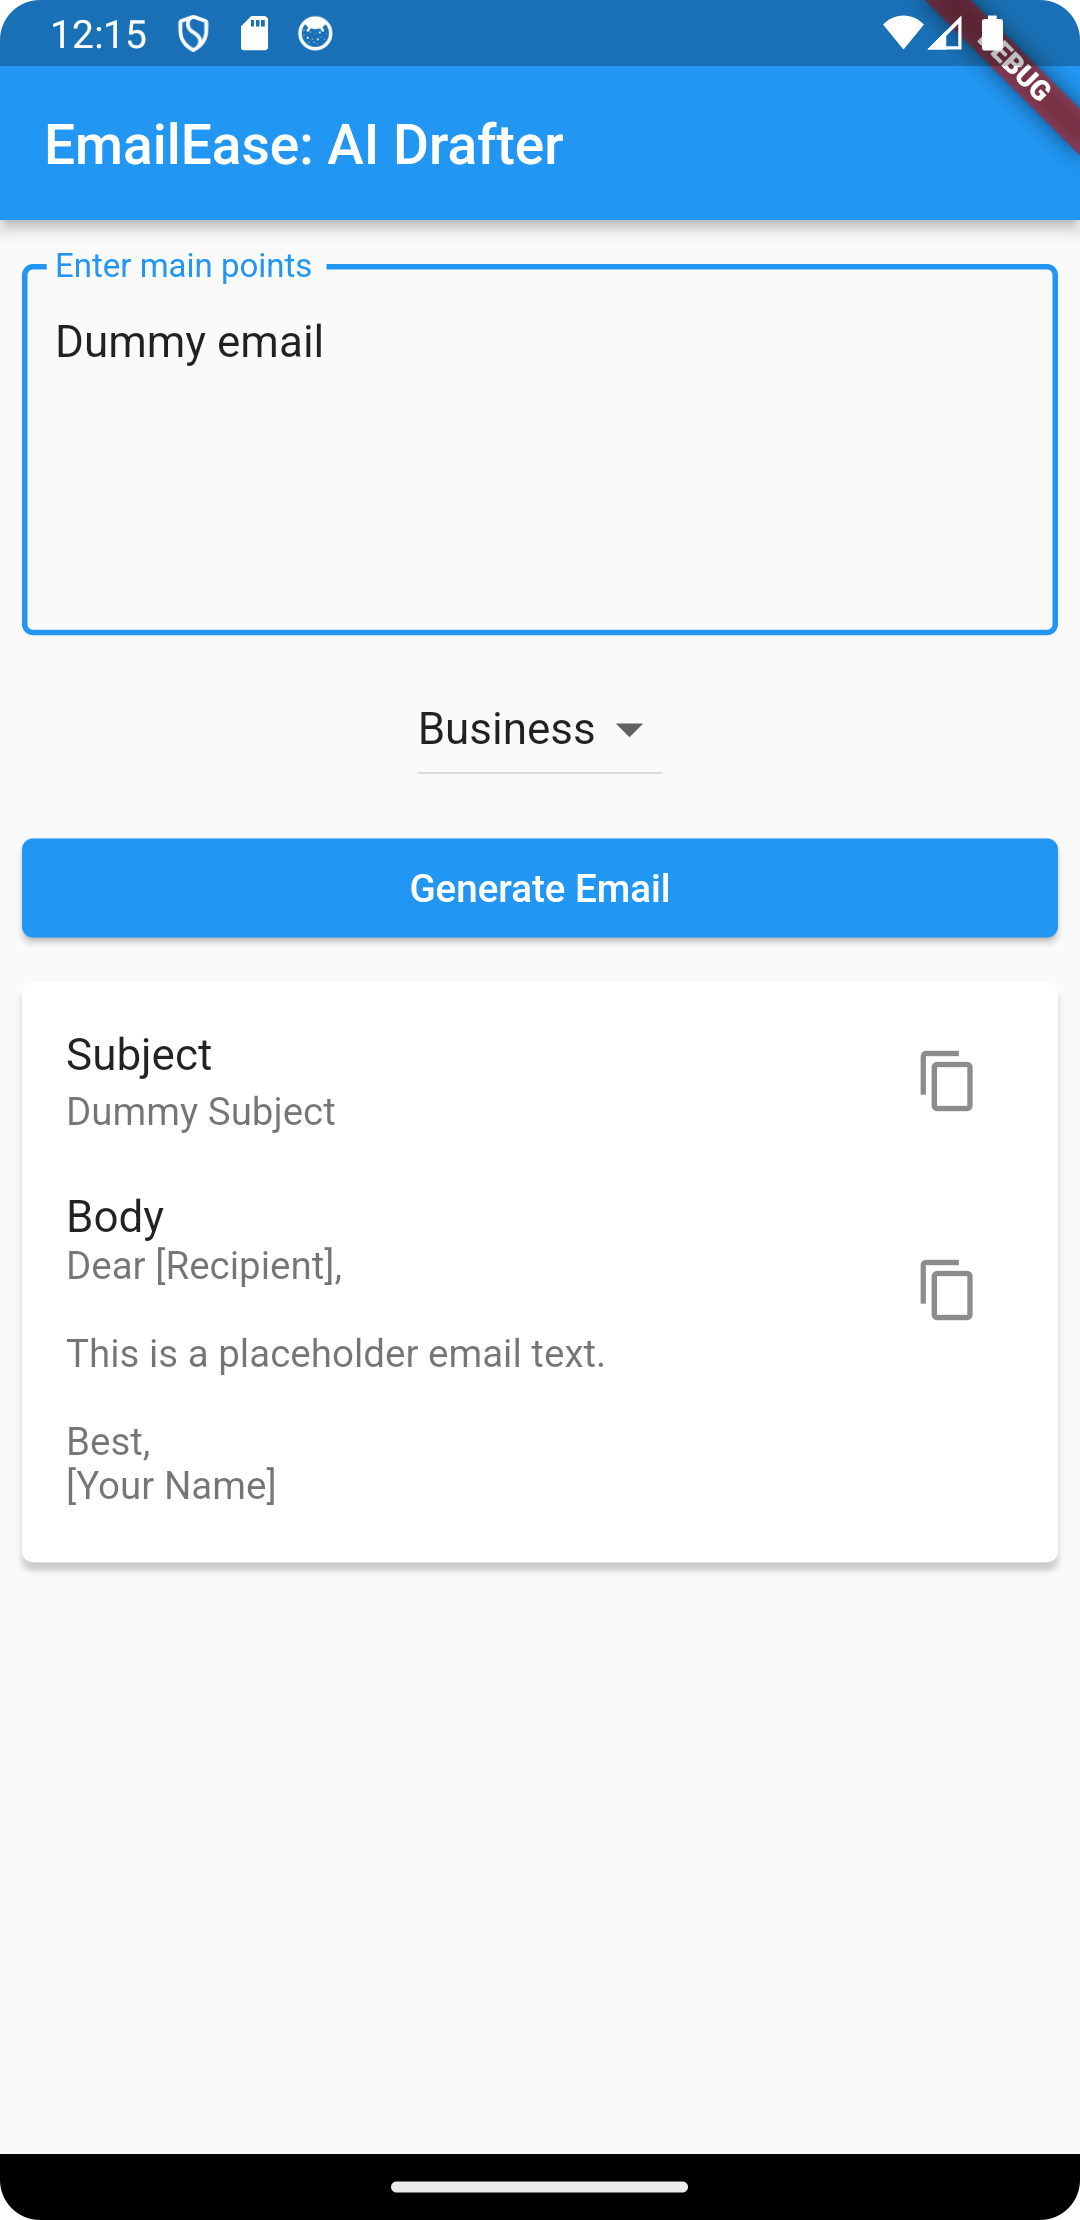 12:15
EmailEase: AI Drafter
Enter main points
Dummy email
Business
Generate Email
Subject
Dummy Subject
Body
Dear [Recipient],
This is a placeholder email text.
Best,
[Your Name]